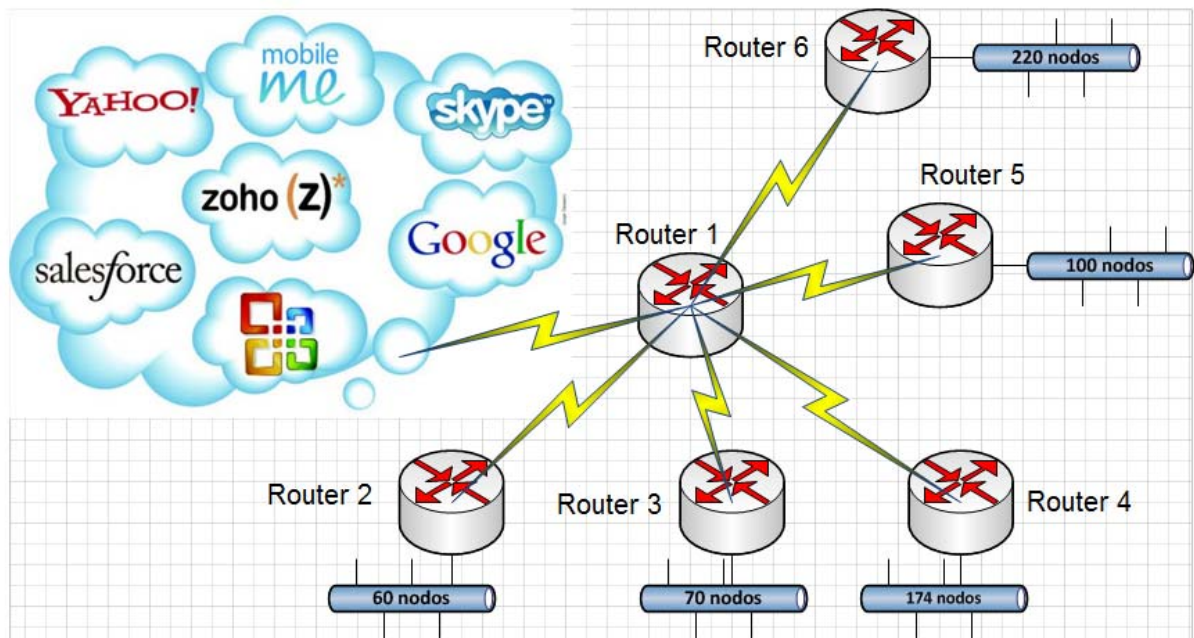 mobile
me
YAHOO!
skype™
zoho (z)*
Google
salesforce
Router 6
220 nodos
Router 5
100 nodos
Router 1
Router 2
60 nodos
Router 3
70 nodos
Router 4
174 nodos